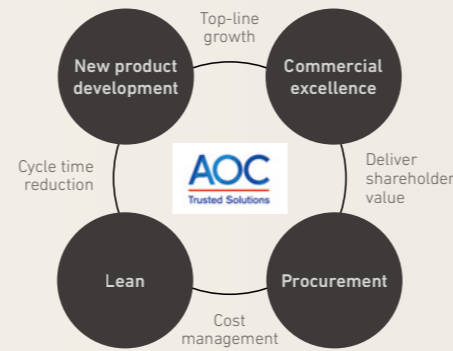 Top-line
growth
New product
development
Commercial
excellence
Cycle time
reduction
AOC
Trusted Solutions
Deliver
shareholder
value
Lean
Procurement
Cost
management